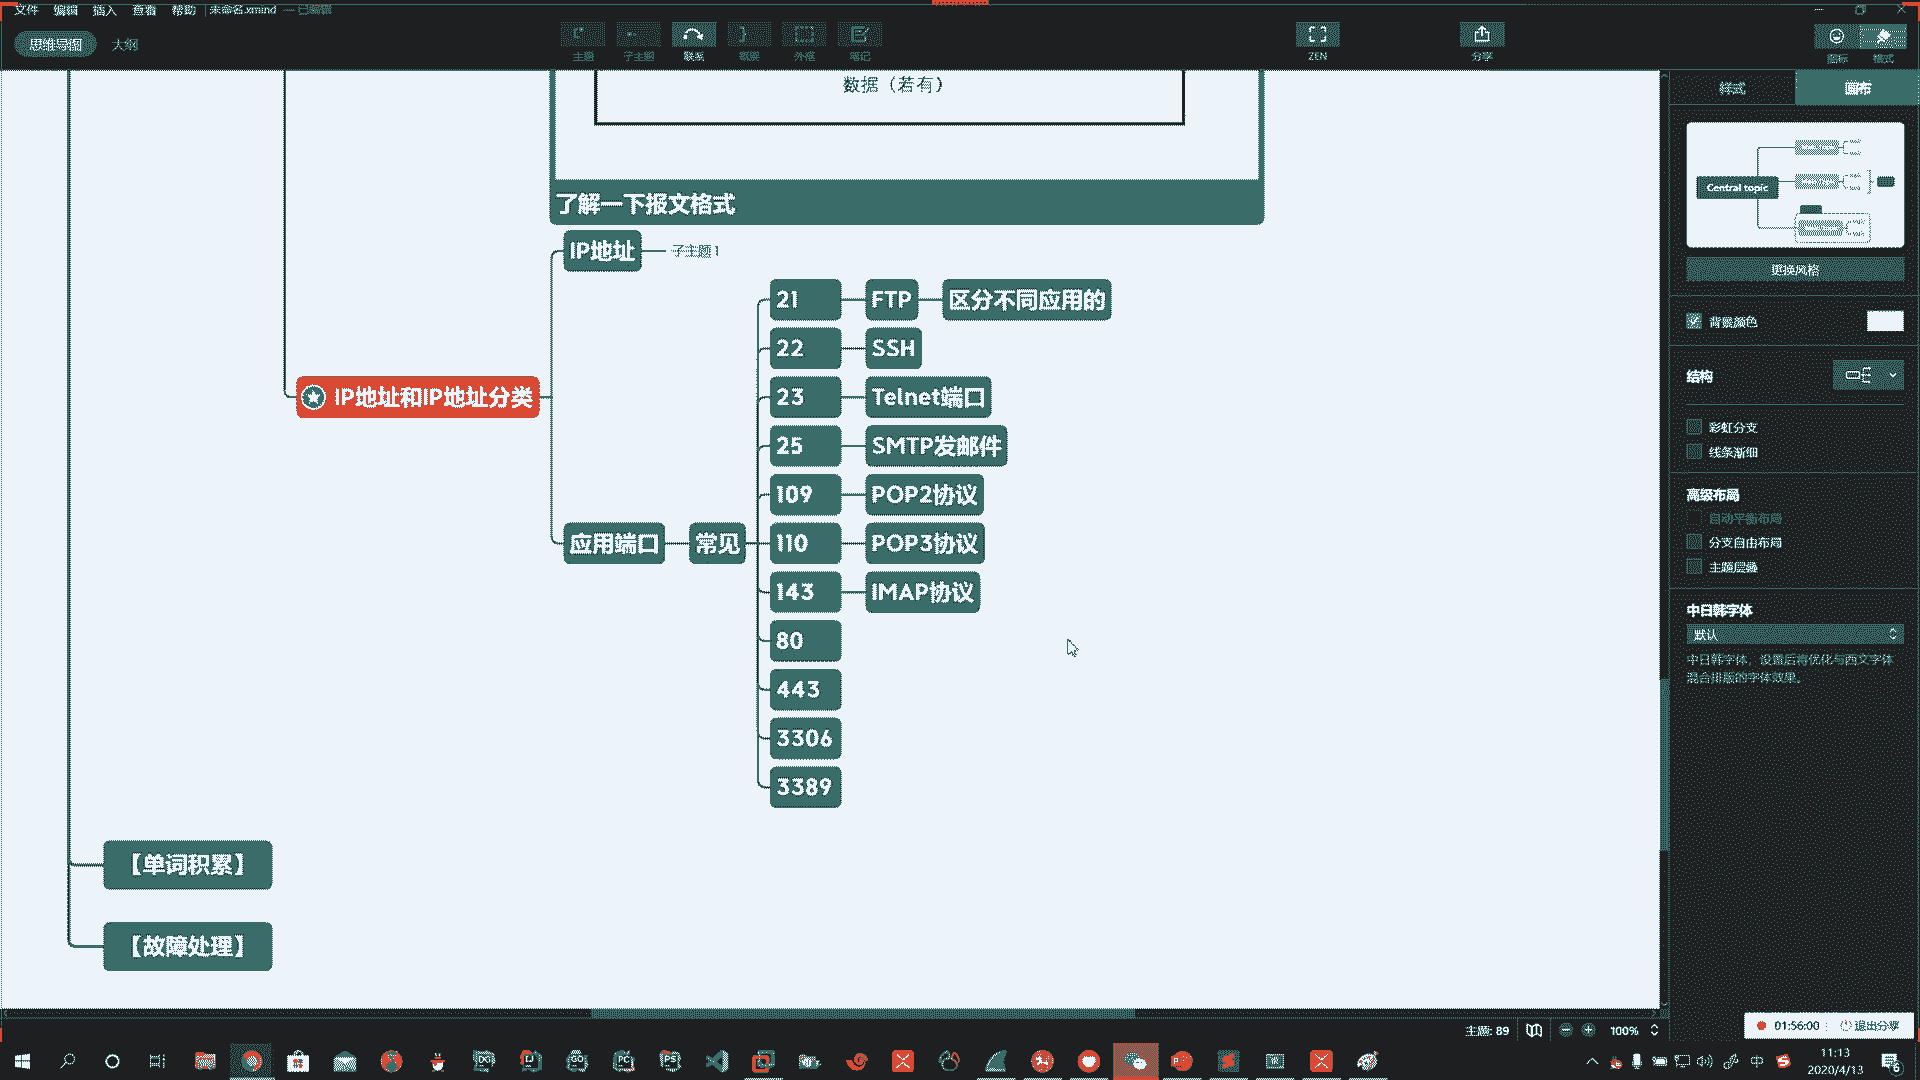 文件 编辑 插入 查看 帮助 未命名.xmind — 已编辑
思维导图 大纲
主题 子主题 联系 概要 外框 笔记 ZEN 分享 图标 格式
样式 画布
数据（若有）
Central topic
了解一下报文格式
IP地址 子主题 1
更换风格
21 FTP 区分不同应用的
背景颜色
22 SSH
结构
IP地址和IP地址分类
23 Telnet端口
彩虹分支
25 SMTP发邮件
线条渐细
109 POP2协议
高级布局
自动平衡布局
应用端口 常见
110 POP3协议
分支自由布局
主题层叠
143 IMAP协议
中日韩字体
80
默认
中日韩字体，设置后将优化与西文字体
混合排版的字体效果。
443
3306
3389
【单词积累】
【故障处理】
主题: 89 100%
01:56:00 退出分享
DG IJ GO PC PS
中
11:13
2020/4/13